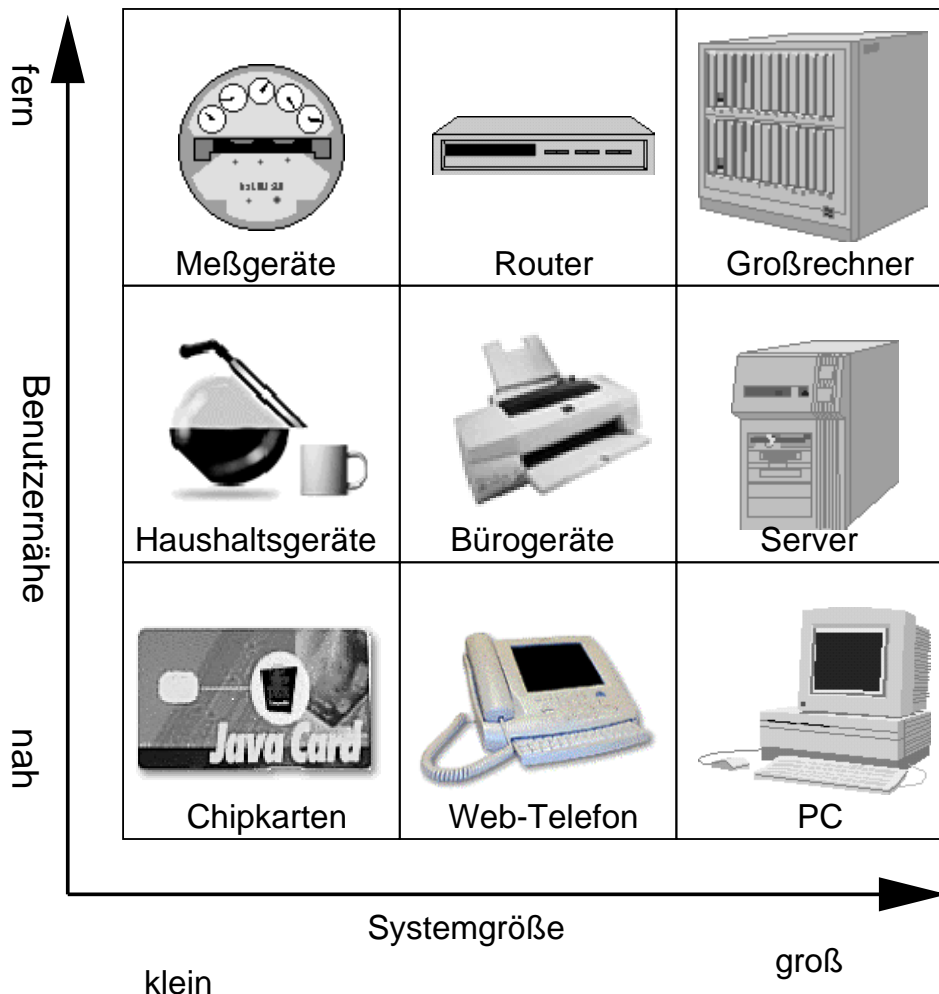 fern
Meßgeräte
Router
Großrechner
Benutzernähe
Haushaltsgeräte
Bürogeräte
Server
nah
Java Card
Chipkarten
Web-Telefon
PC
Systemgröße
klein
groß